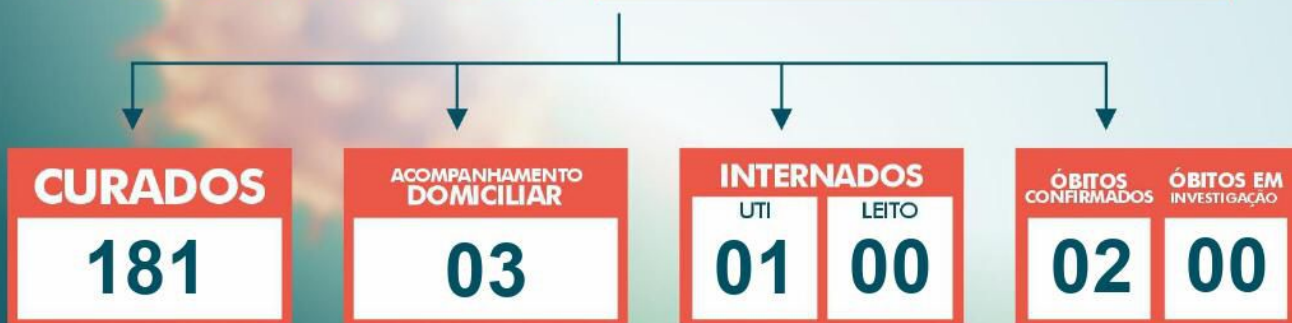 CURADOS
181
ACOMPANHAMENTO
DOMICILIAR
03
INTERNADOS
UTI
01
LEITO
00
ÓBITOS
CONFIRMADOS
02
ÓBITOS EM
INVESTIGAÇÃO
00